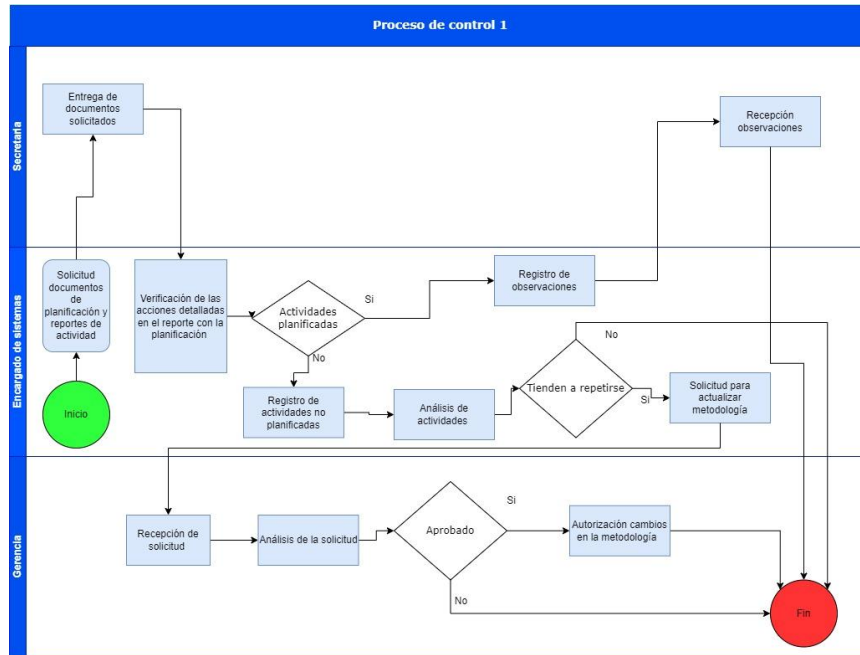 Proceso de control 1
Secretaria
Entrega de
documentos
solicitados
Recepción
observaciones
Encargado de sistemas
Solicitud
documentos
de
planificación y
reportes de
actividad
Inicio
Verificación de las
acciones detalladas
en el reporte con la
planificación
Actividades
planificadas
Si
No
Registro de
observaciones
Registro de
actividades no
planificadas
Análisis de
actividades
Tienden a repetirse
No
Si
Solicitud para
actualizar
metodología
Gerencia
Recepción de
solicitud
Análisis de la solicitud
Aprobado
Si
No
Autorización cambios
en la metodología
Fin